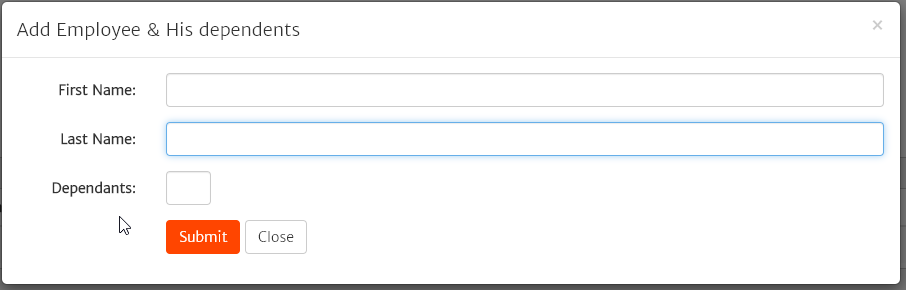 Add Employee & His dependents ×
First Name:
Last Name:
Dependants:
Submit Close